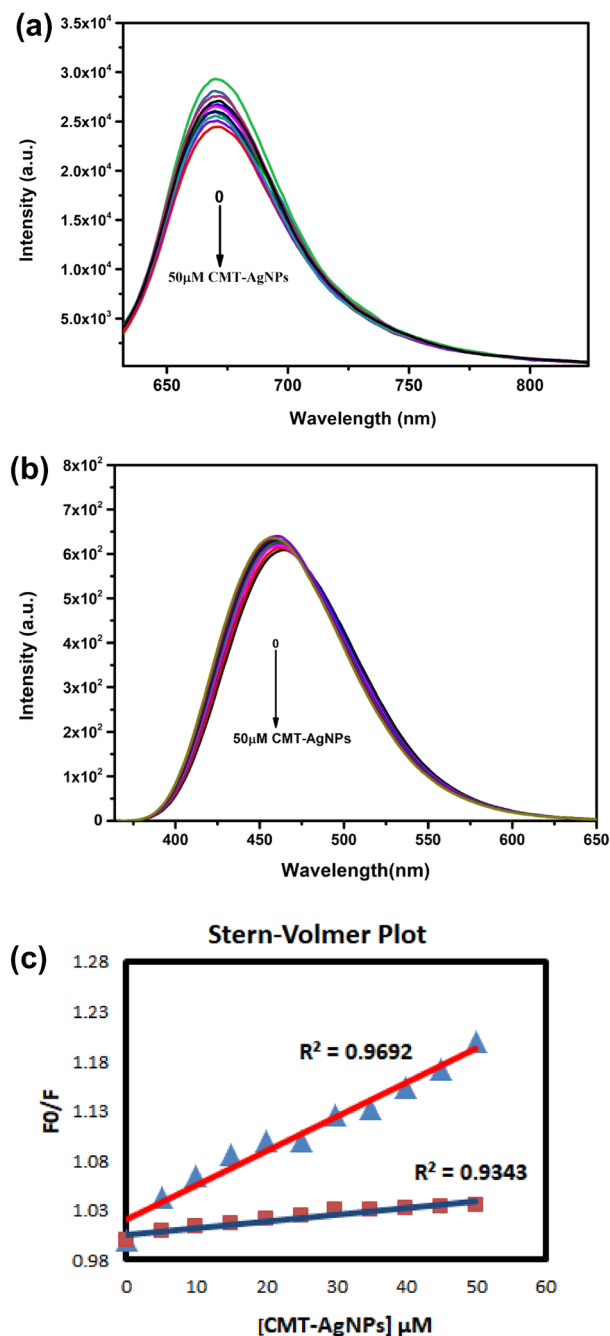 (a)
3.5x10⁴
3.0x10⁴
2.5x10⁴
2.0x10⁴
1.5x10⁴
1.0x10⁴
5.0x10³
Intensity (a.u.)
0
50μM CMT-AgNPs
650 700 750 800
Wavelength (nm)
(b)
8x10²
7x10²
6x10²
5x10²
4x10²
3x10²
2x10²
1x10²
0
Intensity (a.u.)
0
50μM CMT-AgNPs
400 450 500 550 600 650
Wavelength(nm)
Stern-Volmer Plot
(c)
1.28
1.23
1.18
1.13
1.08
1.03
0.98
F0/F
R² = 0.9692
R² = 0.9343
0 10 20 30 40 50 60
[CMT-AgNPs] μM